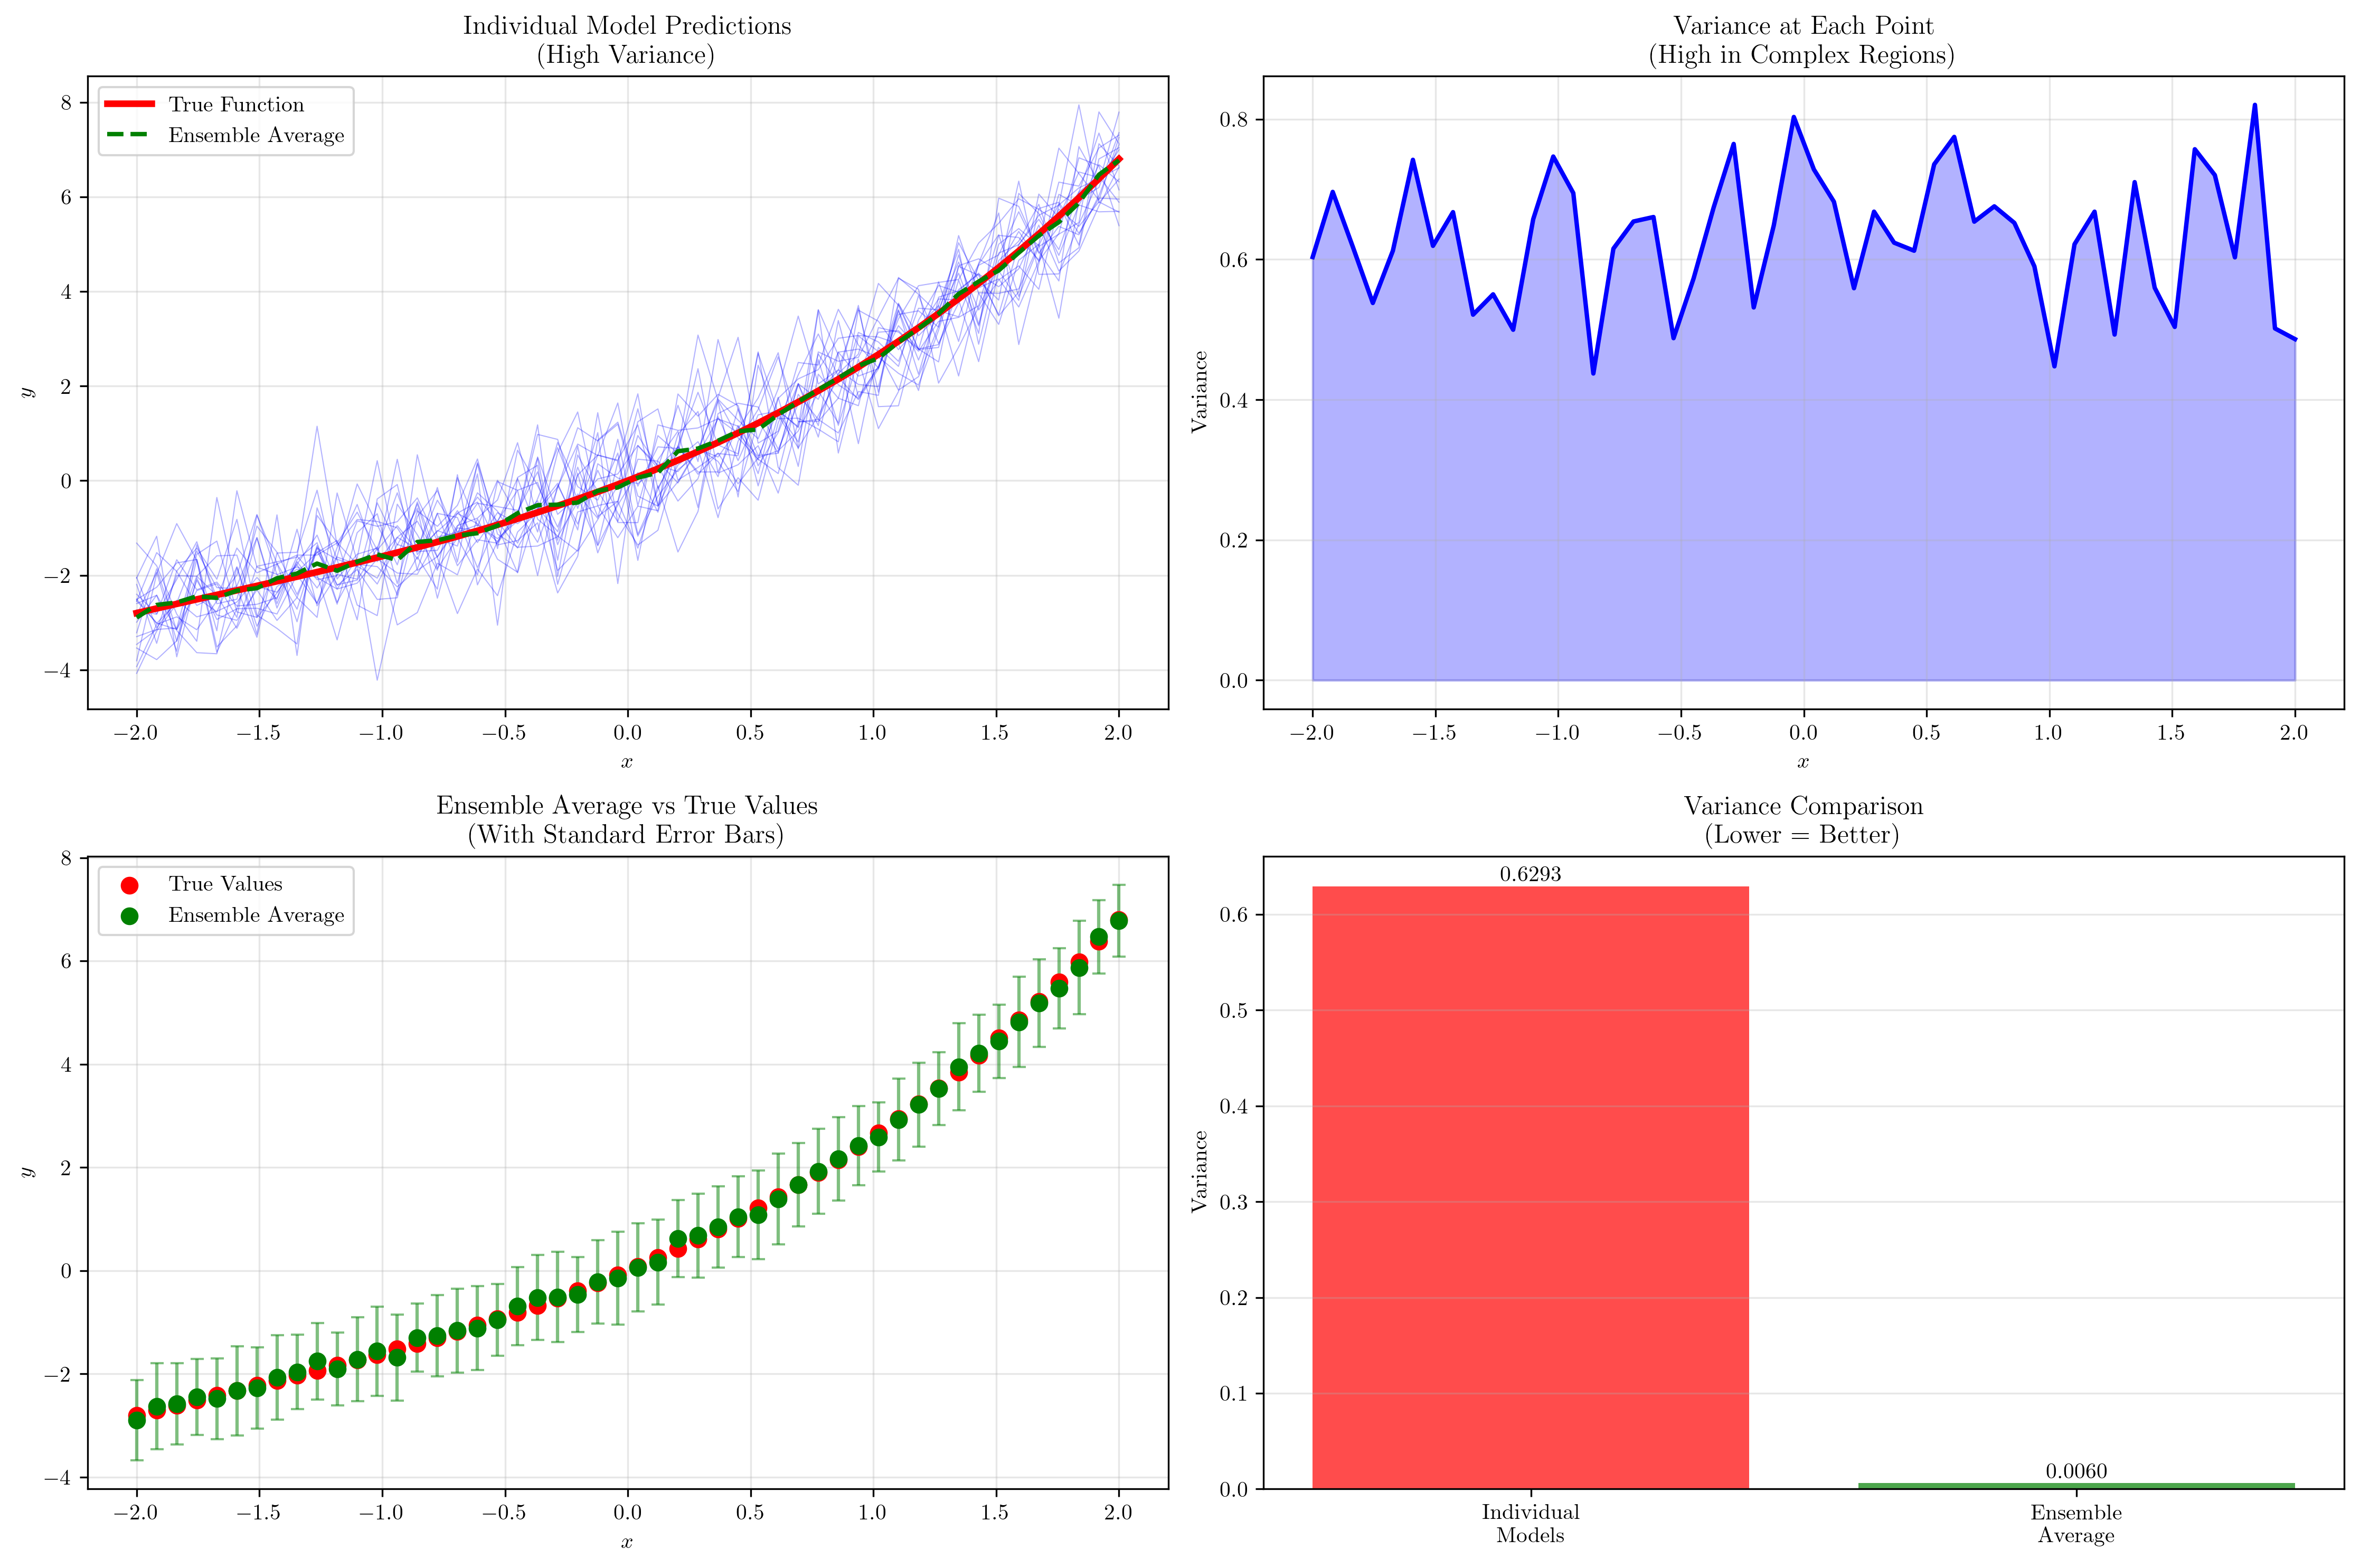 Individual Model Predictions
(High Variance)
True Function
Ensemble Average
8
6
4
2
0
−2
−4
y
−2.0 −1.5 −1.0 −0.5 0.0 0.5 1.0 1.5 2.0
x
Variance at Each Point
(High in Complex Regions)
0.8
0.6
0.4
0.2
0.0
Variance
−2.0 −1.5 −1.0 −0.5 0.0 0.5 1.0 1.5 2.0
x
Ensemble Average vs True Values
(With Standard Error Bars)
True Values
Ensemble Average
8
6
4
2
0
−2
−4
y
−2.0 −1.5 −1.0 −0.5 0.0 0.5 1.0 1.5 2.0
x
Variance Comparison
(Lower = Better)
0.6293
0.0060
0.6
0.5
0.4
0.3
0.2
0.1
0.0
Variance
Individual
Models
Ensemble
Average